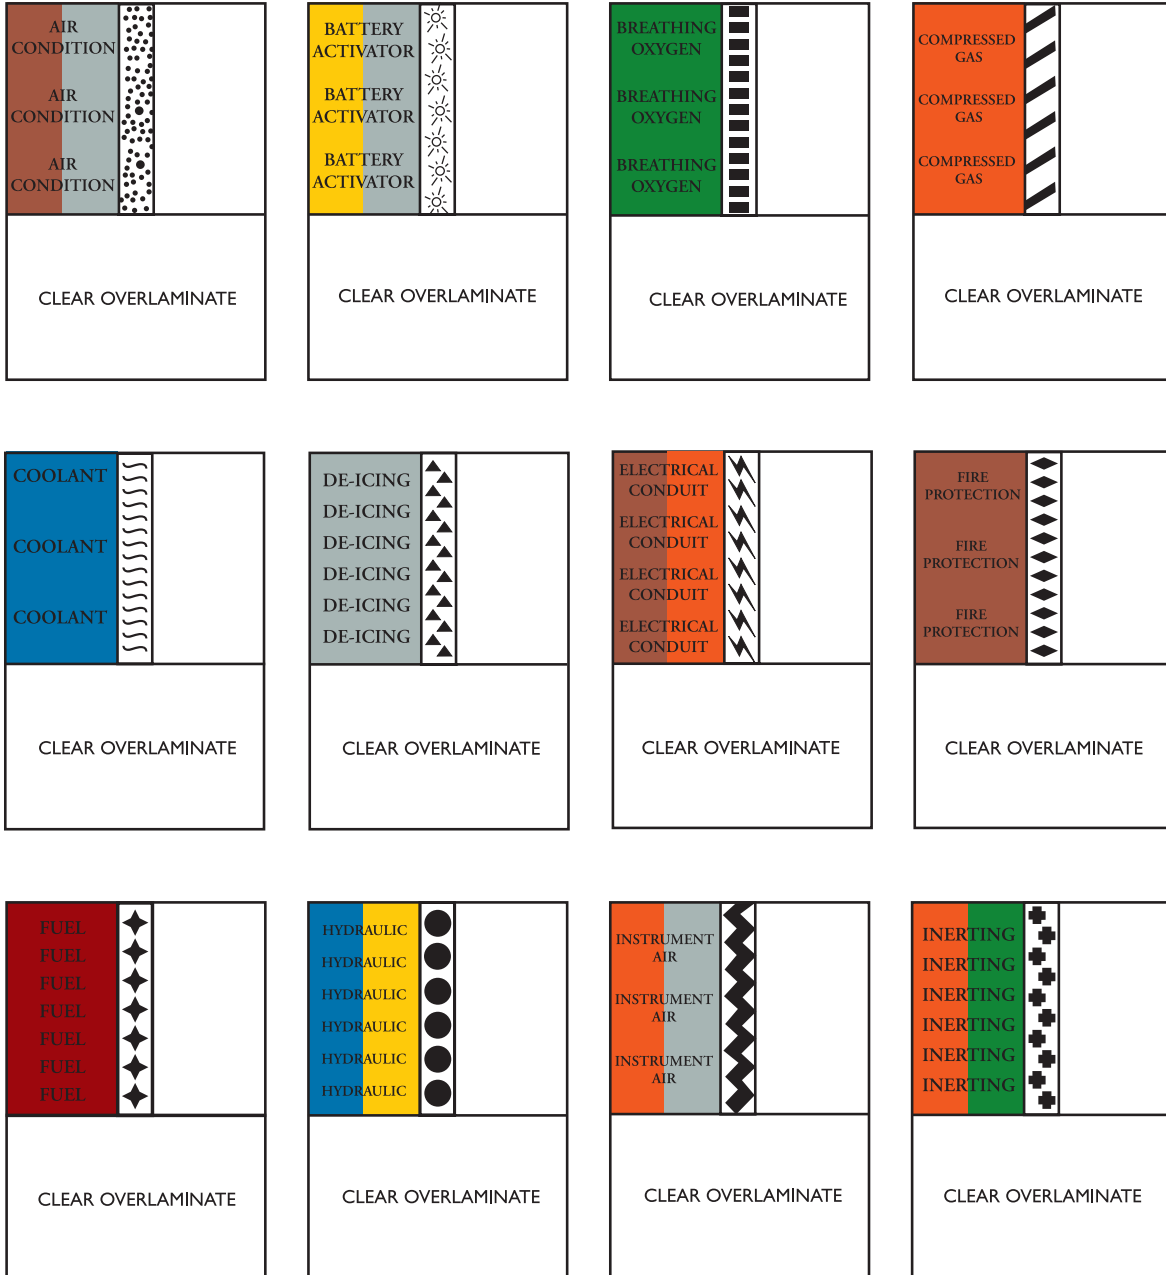 AIR
CONDITION
AIR
CONDITION
AIR
CONDITION
CLEAR OVERLAMINATE
BATTERY
ACTIVATOR
BATTERY
ACTIVATOR
BATTERY
ACTIVATOR
CLEAR OVERLAMINATE
BREATHING
OXYGEN
BREATHING
OXYGEN
BREATHING
OXYGEN
CLEAR OVERLAMINATE
COMPRESSED
GAS
COMPRESSED
GAS
COMPRESSED
GAS
CLEAR OVERLAMINATE
COOLANT
COOLANT
COOLANT
CLEAR OVERLAMINATE
DE-ICING
DE-ICING
DE-ICING
DE-ICING
DE-ICING
DE-ICING
CLEAR OVERLAMINATE
ELECTRICAL
CONDUIT
ELECTRICAL
CONDUIT
ELECTRICAL
CONDUIT
ELECTRICAL
CONDUIT
CLEAR OVERLAMINATE
FIRE
PROTECTION
FIRE
PROTECTION
FIRE
PROTECTION
CLEAR OVERLAMINATE
FUEL
FUEL
FUEL
FUEL
FUEL
FUEL
FUEL
CLEAR OVERLAMINATE
HYDRAULIC
HYDRAULIC
HYDRAULIC
HYDRAULIC
HYDRAULIC
HYDRAULIC
CLEAR OVERLAMINATE
INSTRUMENT
AIR
INSTRUMENT
AIR
INSTRUMENT
AIR
CLEAR OVERLAMINATE
INERTING
INERTING
INERTING
INERTING
INERTING
INERTING
CLEAR OVERLAMINATE